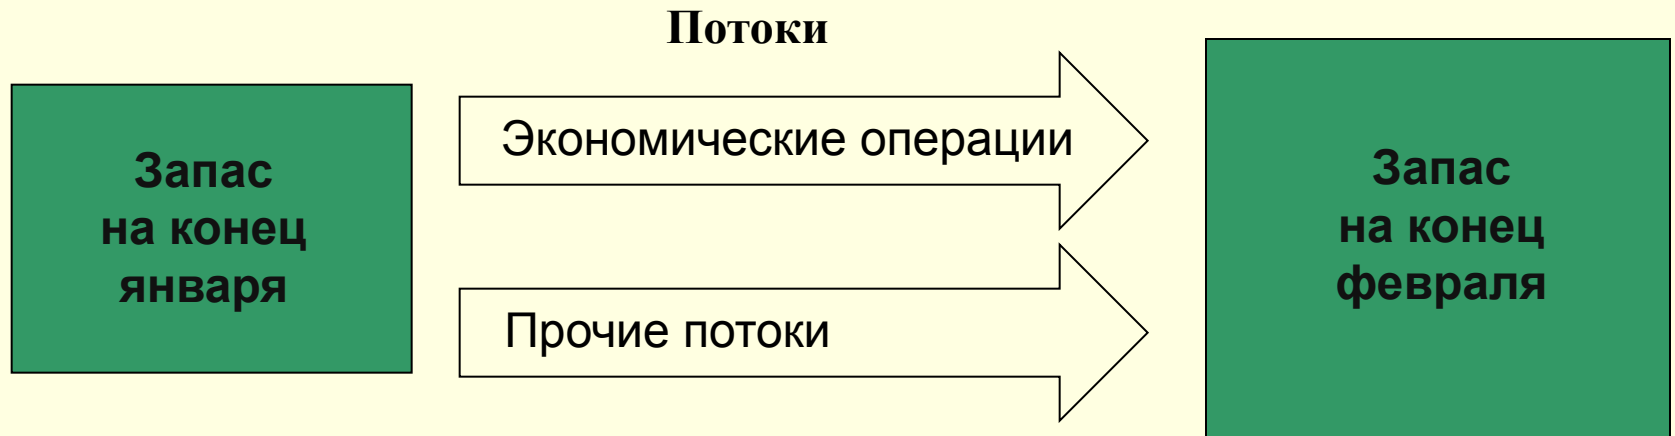 Потоки
Запас
на конец
января
Экономические операции
Прочие потоки
Запас
на конец
февраля